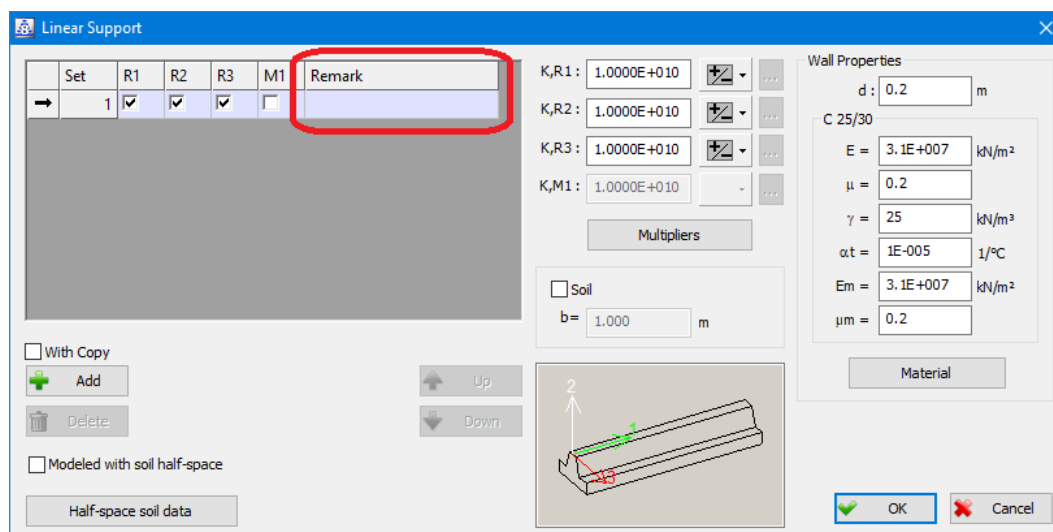 Linear Support
Set R1 R2 R3 M1 Remark
1
K,R1: 1.0000E+010 ...
K,R2: 1.0000E+010 ...
K,R3: 1.0000E+010 ...
K,M1: 1.0000E+010 ...
Multipliers
Soil
b= 1.000 m
Wall Properties
d: 0.2 m
C 25/30
E = 3.1E+007 kN/m²
μ = 0.2
γ = 25 kN/m³
αt = 1E-005 1/°C
Em = 3.1E+007 kN/m²
μm = 0.2
Material
With Copy
Add
Up
Delete
Down
Modeled with soil half-space
Half-space soil data
2
1
3
OK
Cancel